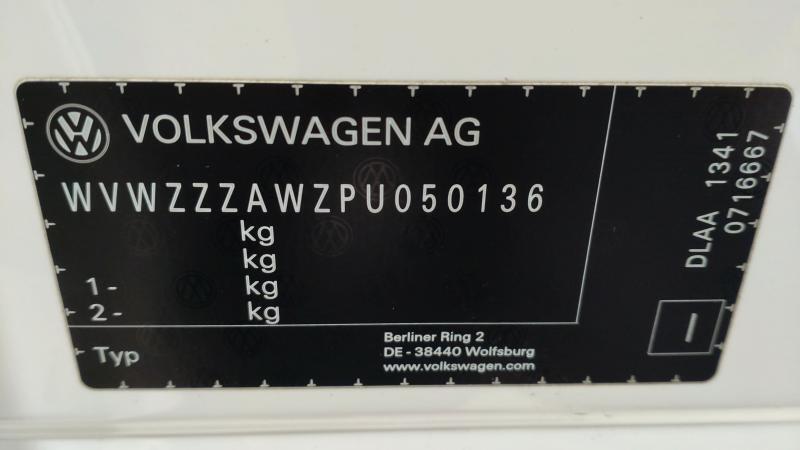 VOLKSWAGEN AG
WVWZZZAWZPU050136
kg
kg
1- kg
2- kg
Typ
Berliner Ring 2
DE - 38440 Wolfsburg
www.volkswagen.com
DLAA 1341
0716667
I